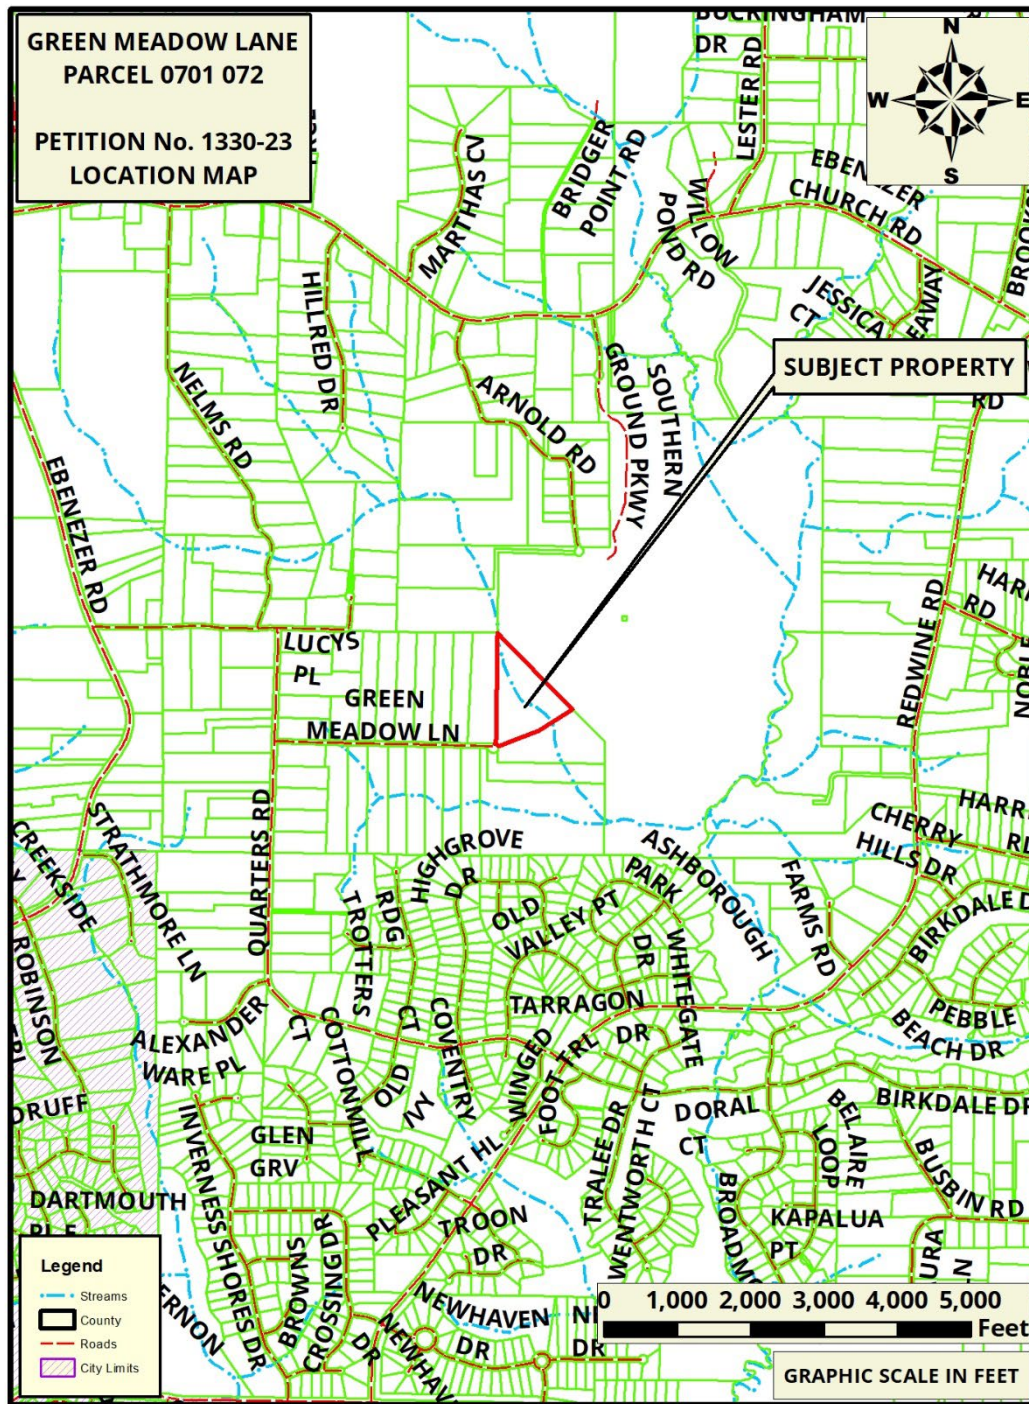 GREEN MEADOW LANE
PARCEL 0701 072
PETITION No. 1330-23
LOCATION MAP
BUCKINGHAM
DR
LESTER RD
N
W
E
S
MARTHAS CV
BRIDGER
POINT RD
WILLOW
POND RD
EBENEZER
CHURCH RD
JESSICA
CT
HILLRED DR
NELMS RD
ARNOLD RD
SOUTHERN
GROUND PKWY
SUBJECT PROPERTY
RD
EBENEZER RD
REDWINE RD
RD
LUCYS
PL
GREEN
MEADOW LN
QUARTERS RD
STRATHMORE LN
CREEKSIDE
ROBINSON
HIGHGROVE
DR
TROTTERS
RDG
OLD
VALLEY PT
PARK
DR
WHITEGATE
ASHBOROUGH
FARMS RD
CHERRY
HILLS DR
RD
BIRKDALE D
PEBBLE
BEACH DR
TARRAGON
DR
ALEXANDER
WARE PL
CT
COTTONMILL
CT
OLD
IVY
COVENTRY
WINGED
FOOT TRL
TRALEE DR
WENTWORTH CT
DORAL
CT
BELAIRE
LOOP
BIRKDALE DR
BUSBIN RD
BROADMO
KAPALUA
PT
GLEN
GRV
INVERNESS SHORES DR
PLEASANT HL
TROON
DR
DARTMOUTH
PL E
BROWNS
CROSSING DR
NEWHAVEN
DR
DR
NEWHAV
DR
LN
Legend
Streams
County
Roads
City Limits
0 1,000 2,000 3,000 4,000 5,000
Feet
GRAPHIC SCALE IN FEET